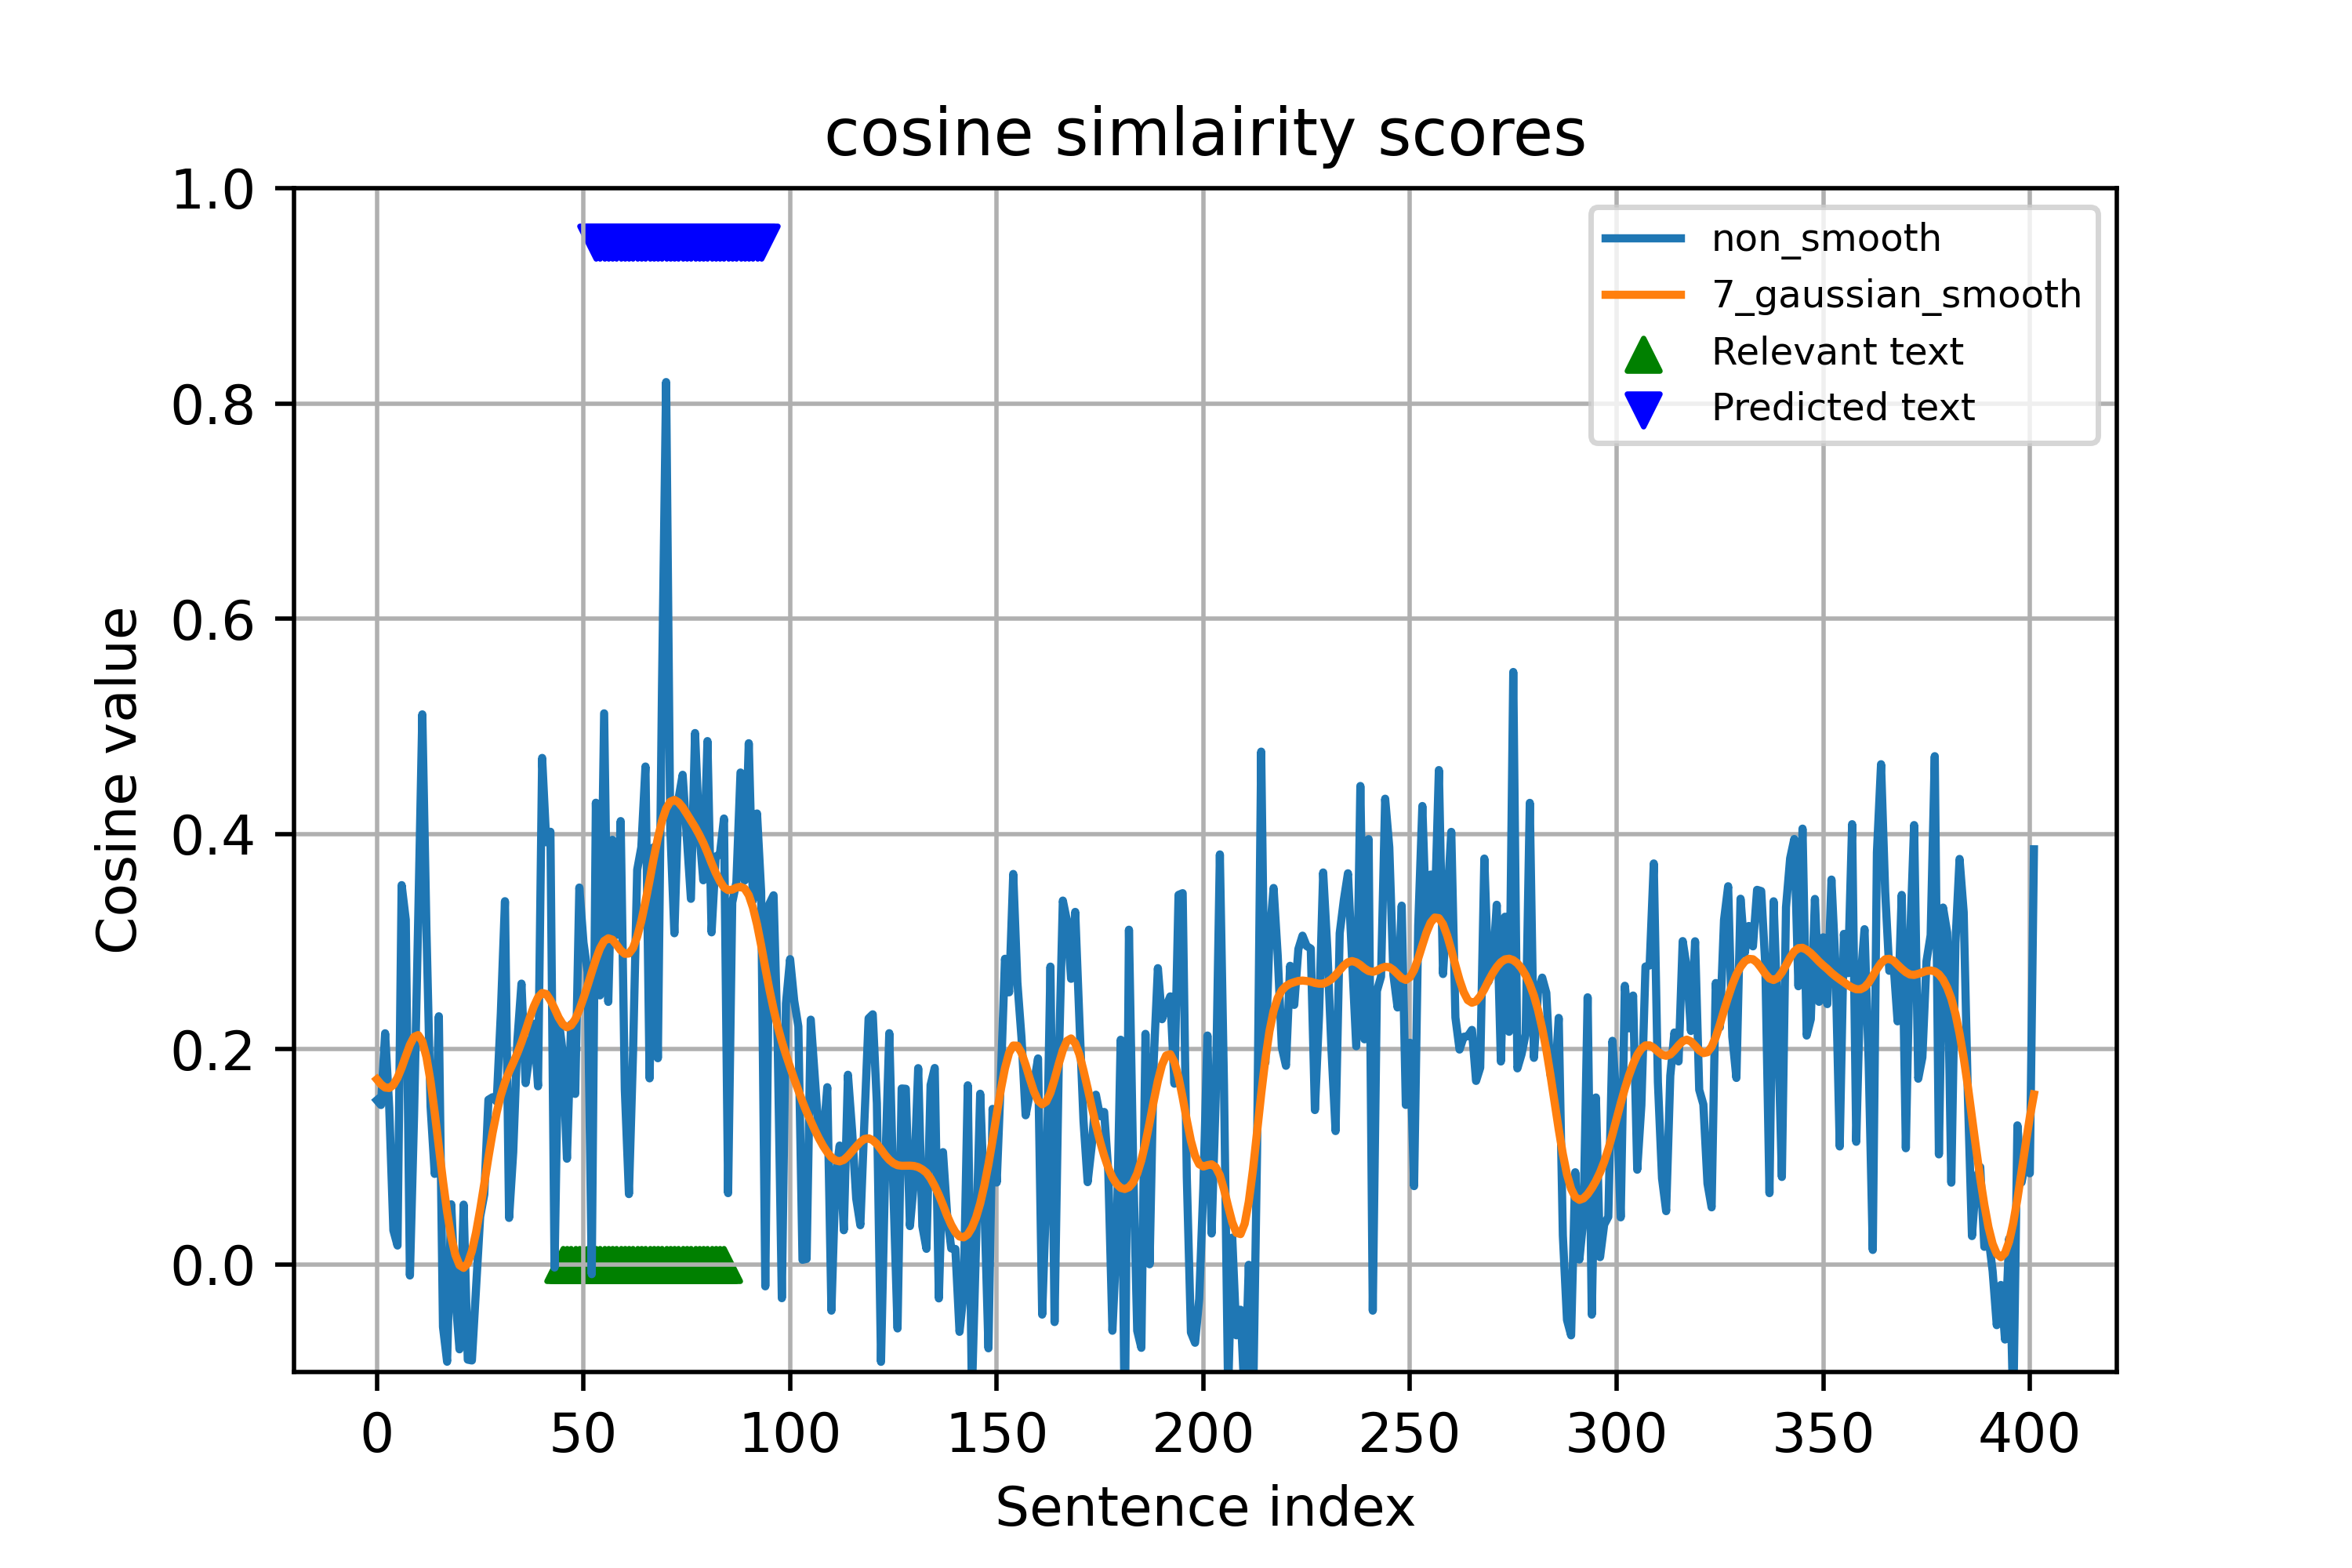 cosine simlairity scores
1.0
0.8
0.6
0.4
0.2
0.0
Cosine value
non_smooth
7_gaussian_smooth
Relevant text
Predicted text
0 50 100 150 200 250 300 350 400
Sentence index